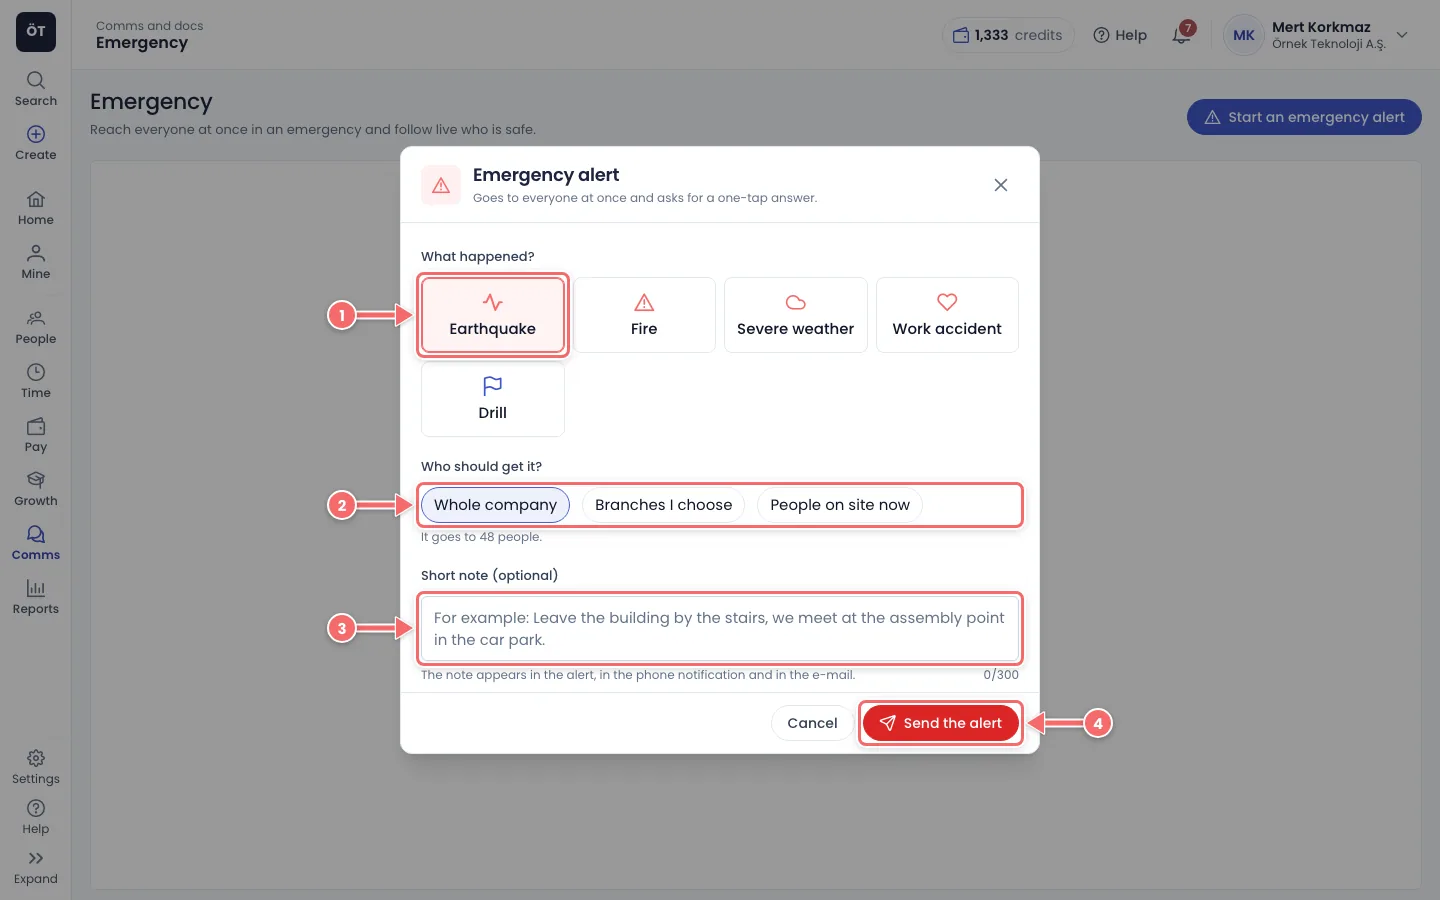 ÖT
Comms and docs
Emergency
1,333 credits
Help
7
MK
Mert Korkmaz
Örnek Teknoloji A.Ş.
Search
Create
Home
Mine
People
Time
Pay
Growth
Comms
Reports
Settings
Help
Expand
Emergency
Reach everyone at once in an emergency and follow live who is safe.
Start an emergency alert
Emergency alert
Goes to everyone at once and asks for a one-tap answer.
What happened?
1
Earthquake
Fire
Severe weather
Work accident
Drill
Who should get it?
2
Whole company
Branches I choose
People on site now
It goes to 48 people.
Short note (optional)
3
For example: Leave the building by the stairs, we meet at the assembly point
in the car park.
The note appears in the alert, in the phone notification and in the e-mail.
0/300
Cancel
Send the alert
4